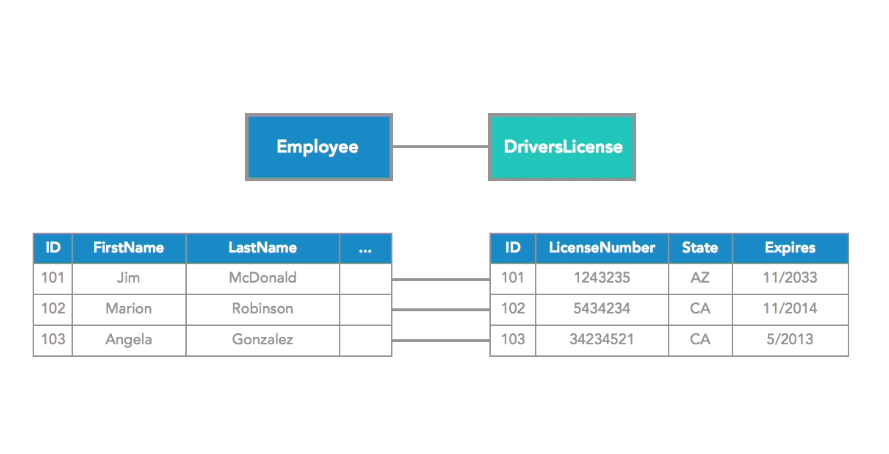 Employee
DriversLicense
ID FirstName LastName ...
101 Jim McDonald
102 Marion Robinson
103 Angela Gonzalez
ID LicenseNumber State Expires
101 1243235 AZ 11/2033
102 5434234 CA 11/2014
103 34234521 CA 5/2013